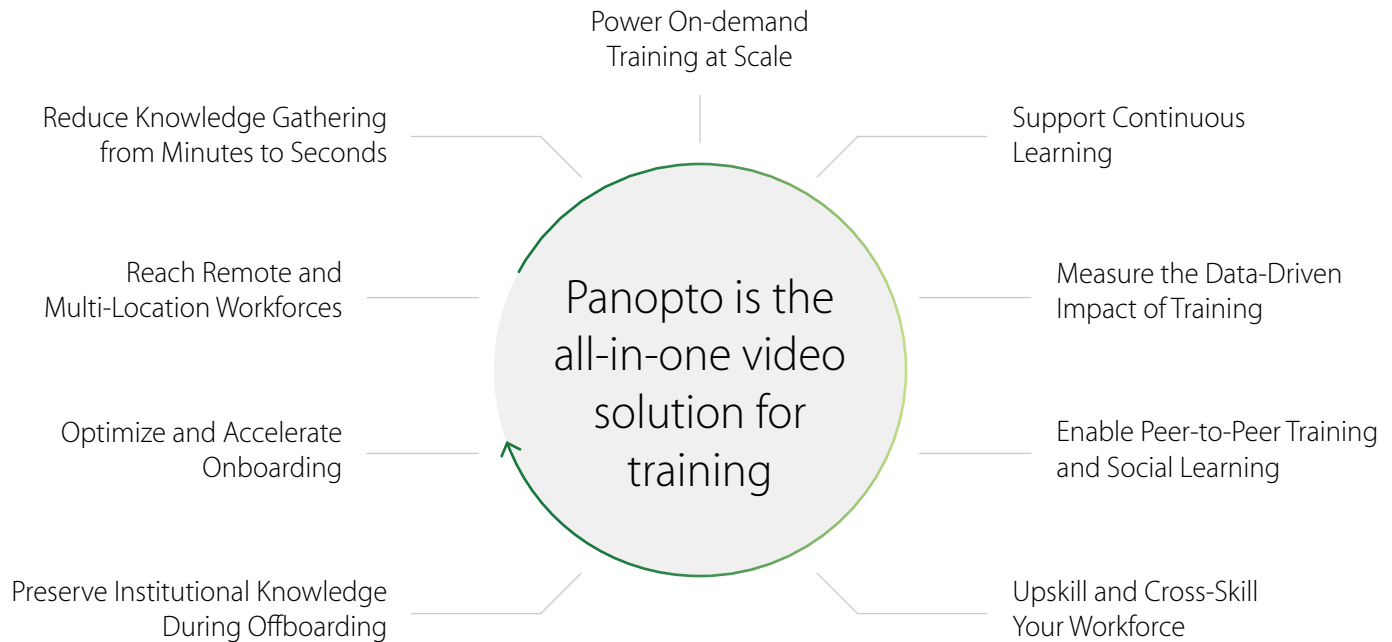 Power On-demand
Training at Scale
Reduce Knowledge Gathering
from Minutes to Seconds
Support Continuous
Learning
Reach Remote and
Multi-Location Workforces
Measure the Data-Driven
Impact of Training
Panopto is the
all-in-one video
solution for
training
Optimize and Accelerate
Onboarding
Enable Peer-to-Peer Training
and Social Learning
Preserve Institutional Knowledge
During Offboarding
Upskill and Cross-Skill
Your Workforce